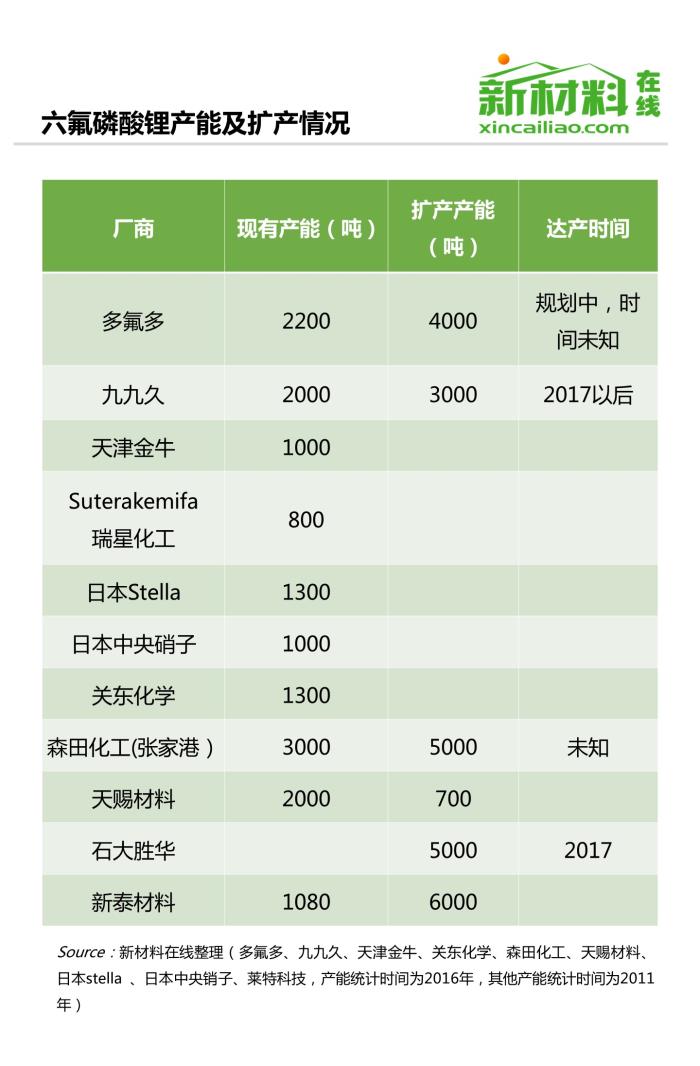 新材料在线
xincailiao.com
六氟磷酸锂产能及扩产情况
厂商 现有产能（吨） 扩产产能（吨） 达产时间
多氟多 2200 4000 规划中，时间未知
九九久 2000 3000 2017以后
天津金牛 1000
Suterakemifa
瑞星化工 800
日本Stella 1300
日本中央硝子 1000
关东化学 1300
森田化工(张家港） 3000 5000 未知
天赐材料 2000 700
石大胜华 5000 2017
新泰材料 1080 6000
Source：新材料在线整理（多氟多、九九久、天津金牛、关东化学、森田化工、天赐材料、
日本stella 、日本中央销子、莱特科技，产能统计时间为2016年，其他产能统计时间为2011
年）